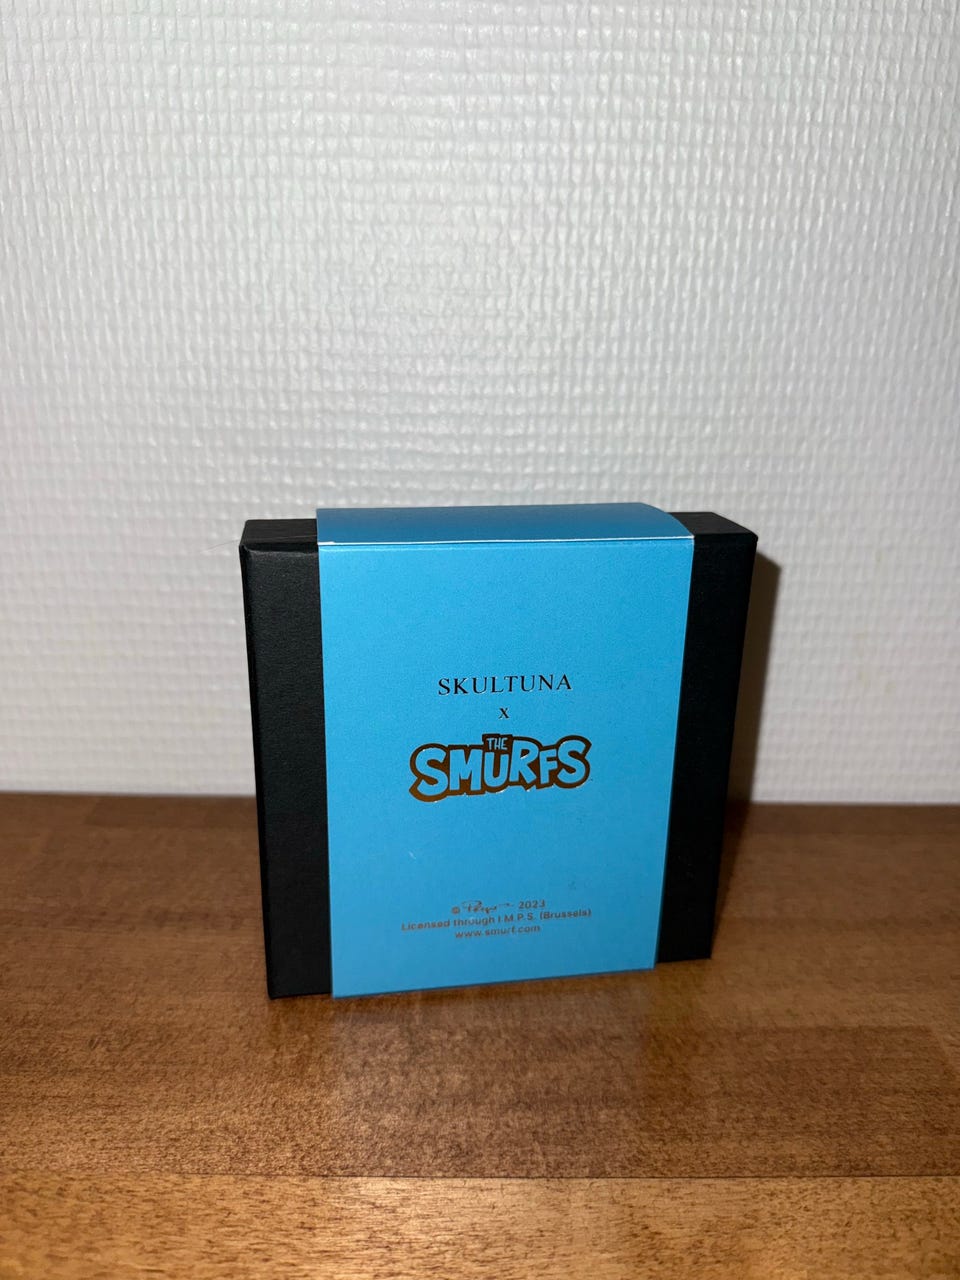 SKULTUNA
X
THE
SMURFS
© Peyo 2023
Licensed through I.M.P.S. (Brussels)
www.smurf.com